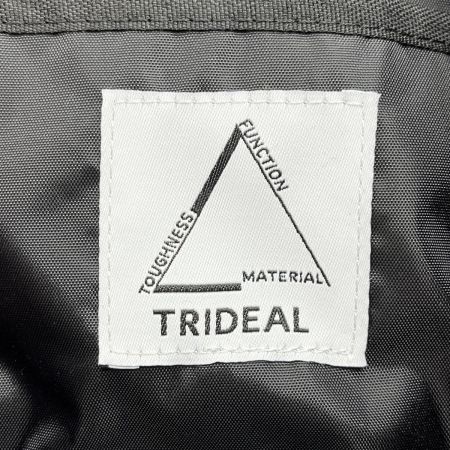 FUNCTION
TOUGHNESS
MATERIAL
TRIDEAL